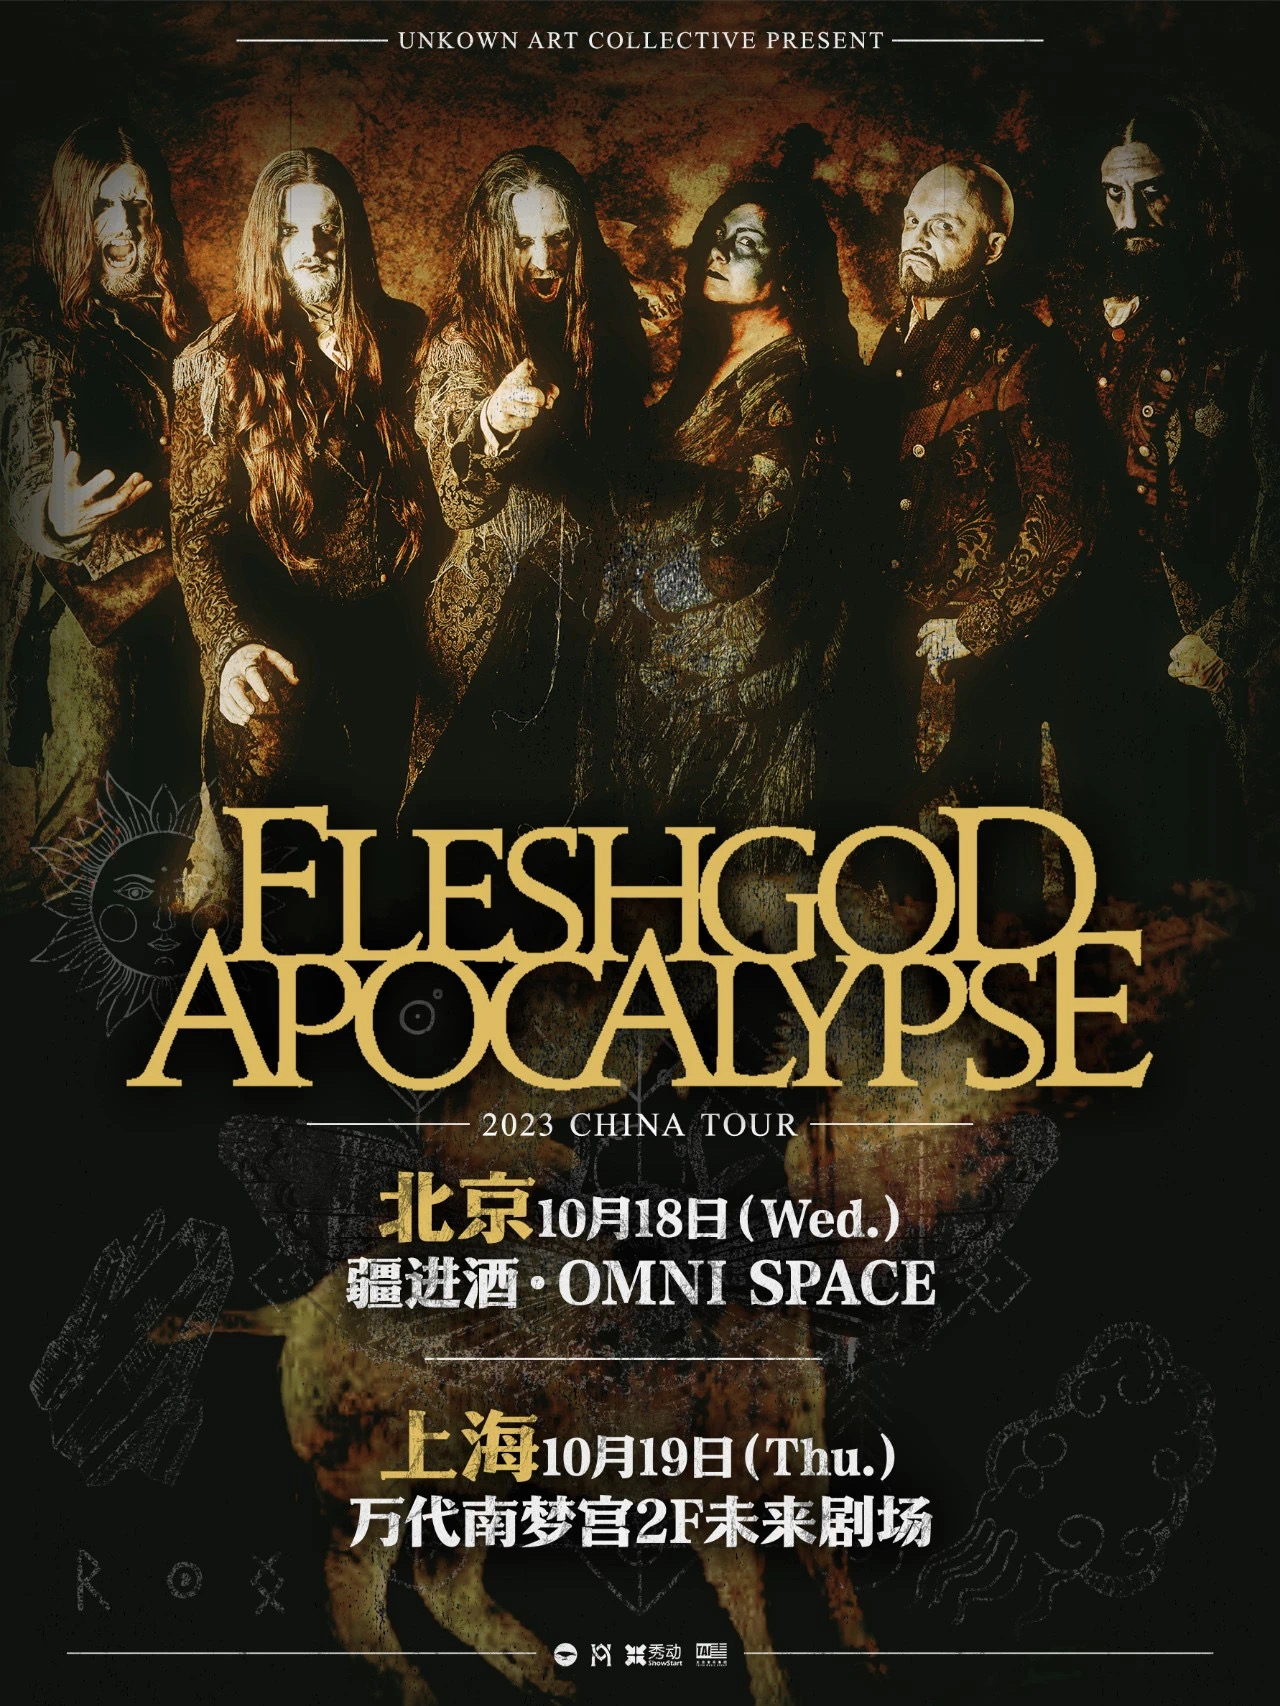 UNKOWN ART COLLECTIVE PRESENT
FLESHGOD
APOCALYPSE
2023 CHINA TOUR
北京10月18日(Wed.)
疆进酒·OMNI SPACE
上海10月19日(Thu.)
万代南梦宫2F未来剧场
秀动
ShowStart